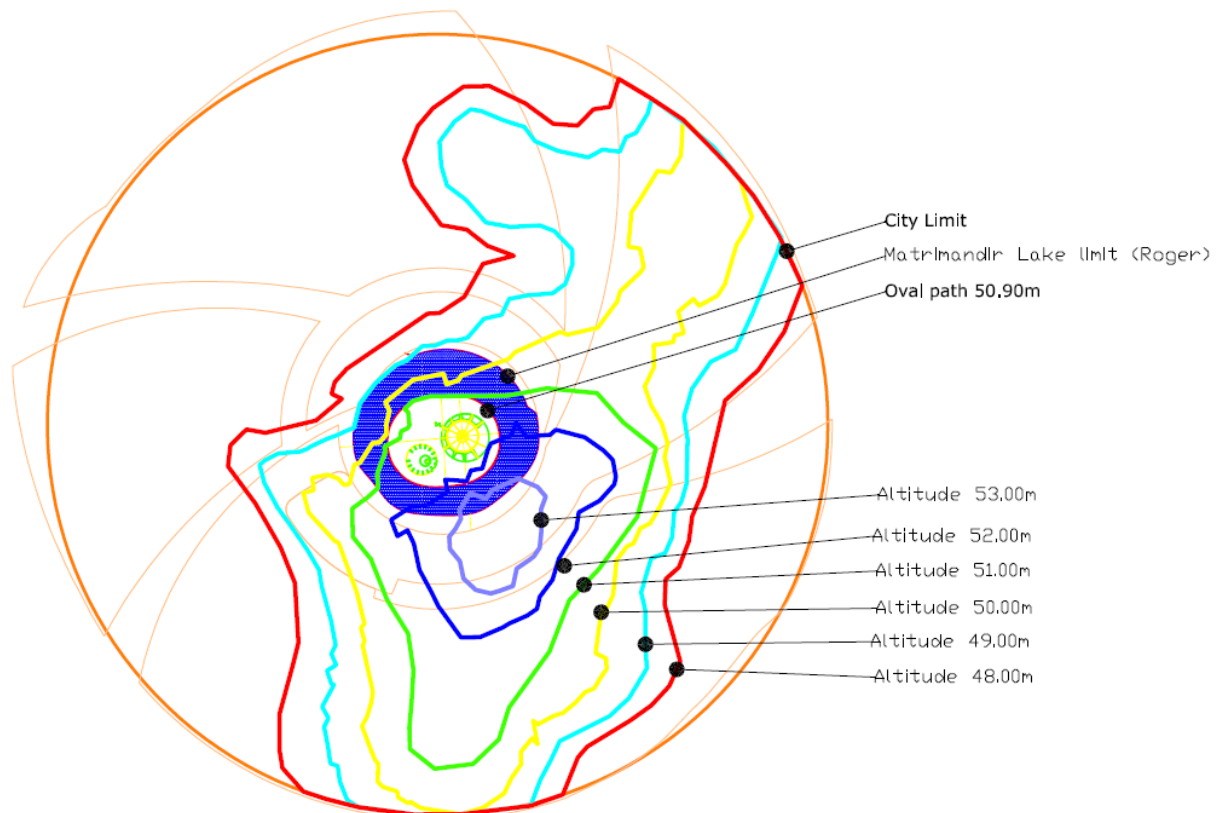 City Limit
Matrimandir Lake limit (Roger)
Oval path 50.90m
Altitude 53.00m
Altitude 52.00m
Altitude 51.00m
Altitude 50.00m
Altitude 49.00m
Altitude 48.00m